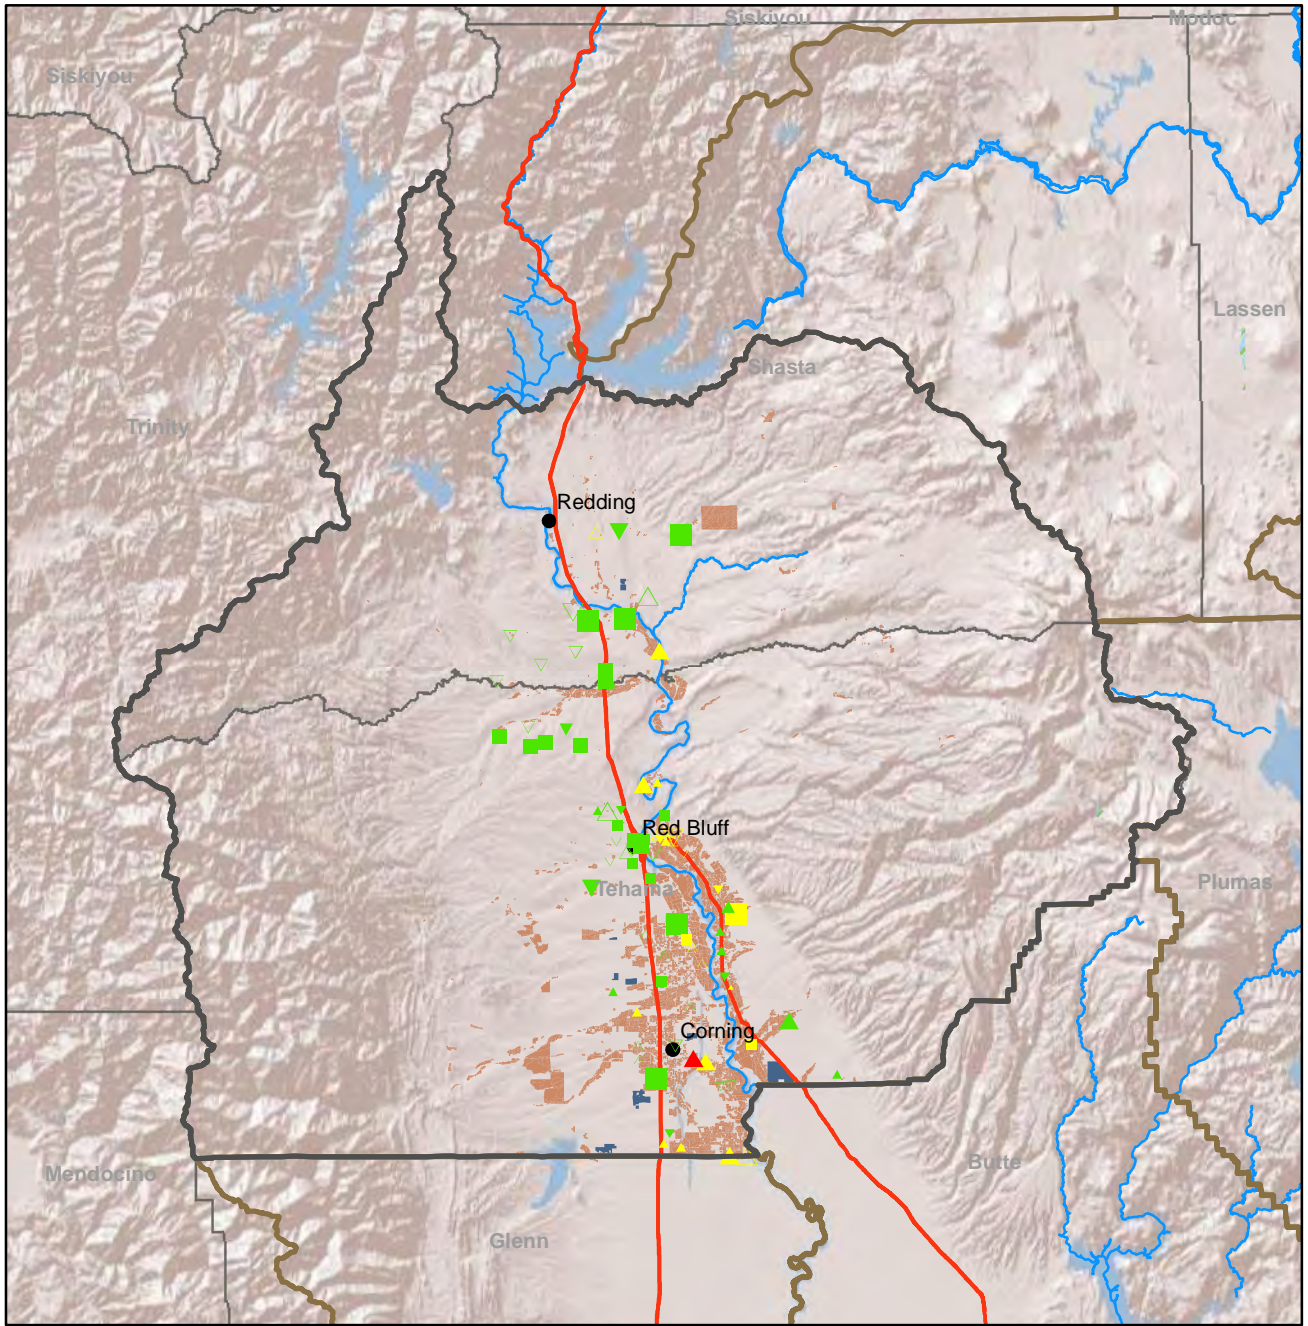 Siskiyou
Modoc
Siskiyou
Lassen
Shasta
Trinity
Redding
Red Bluff
Tehama
Plumas
Corning
Butte
Mendocino
Glenn